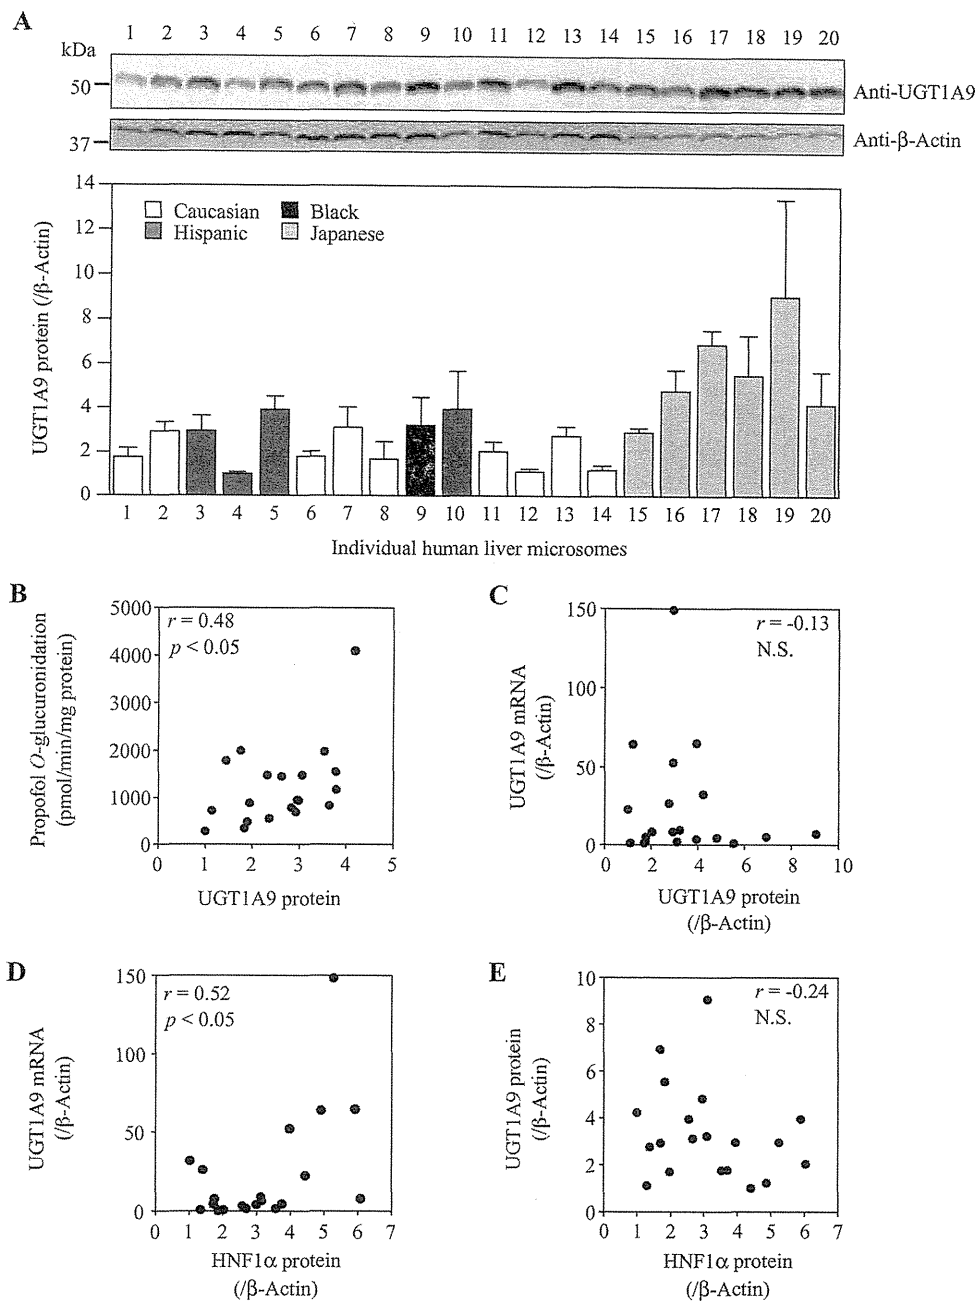 A
1 2 3 4 5 6 7 8 9 10 11 12 13 14 15 16 17 18 19 20
kDa
50
Anti-UGT1A9
37
Anti-β-Actin
UGT1A9 protein (/β-Actin)
14
12
10
8
6
4
2
0
Caucasian
Black
Hispanic
Japanese
1 2 3 4 5 6 7 8 9 10 11 12 13 14 15 16 17 18 19 20
Individual human liver microsomes
B
Propofol O-glucuronidation
(pmol/min/mg protein)
5000
4000
3000
2000
1000
0
r = 0.48
p < 0.05
0 1 2 3 4 5
UGT1A9 protein
C
UGT1A9 mRNA
(/β-Actin)
150
100
50
0
r = -0.13
N.S.
0 2 4 6 8 10
UGT1A9 protein
(/β-Actin)
D
UGT1A9 mRNA
(/β-Actin)
150
100
50
0
r = 0.52
p < 0.05
0 1 2 3 4 5 6 7
HNF1α protein
(/β-Actin)
E
UGT1A9 protein
(/β-Actin)
10
8
6
4
2
0
r = -0.24
N.S.
0 1 2 3 4 5 6 7
HNF1α protein
(/β-Actin)